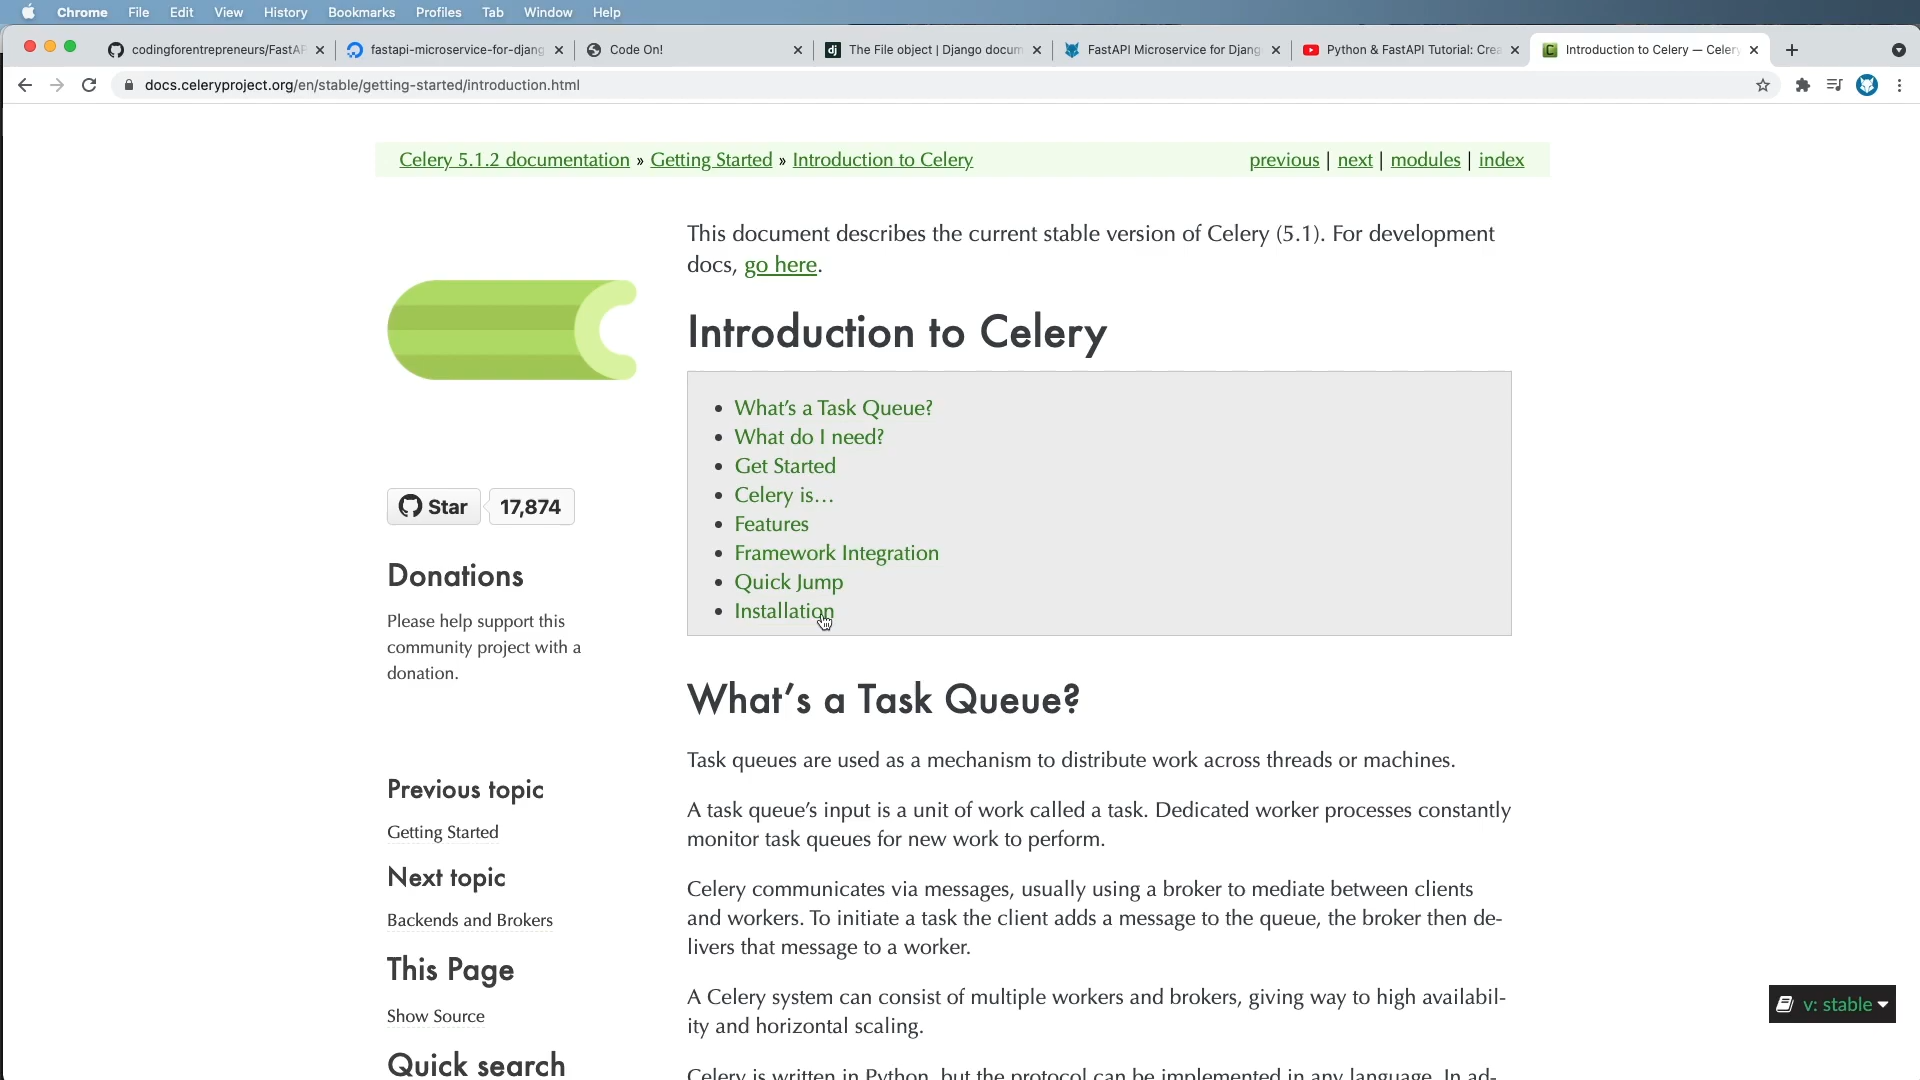 Chrome File Edit View History Bookmarks Profiles Tab Window Help
codingforentrepreneurs/FastAP
fastapi-microservice-for-djang
Code On!
The File object | Django docum
FastAPI Microservice for Djang
Python & FastAPI Tutorial: Crea
Introduction to Celery — Celery
docs.celeryproject.org/en/stable/getting-started/introduction.html
Celery 5.1.2 documentation » Getting Started » Introduction to Celery
previous | next | modules | index
This document describes the current stable version of Celery (5.1). For development
docs, go here.
Introduction to Celery
• What's a Task Queue?
• What do I need?
• Get Started
• Celery is…
• Features
• Framework Integration
• Quick Jump
• Installation
Star 17,874
Donations
Please help support this
community project with a
donation.
Previous topic
Getting Started
Next topic
Backends and Brokers
This Page
Show Source
Quick search
What's a Task Queue?
Task queues are used as a mechanism to distribute work across threads or machines.
A task queue's input is a unit of work called a task. Dedicated worker processes constantly
monitor task queues for new work to perform.
Celery communicates via messages, usually using a broker to mediate between clients
and workers. To initiate a task the client adds a message to the queue, the broker then de-
livers that message to a worker.
A Celery system can consist of multiple workers and brokers, giving way to high availabil-
ity and horizontal scaling.
Celery is written in Python, but the protocol can be implemented in any language. In ad-
v: stable